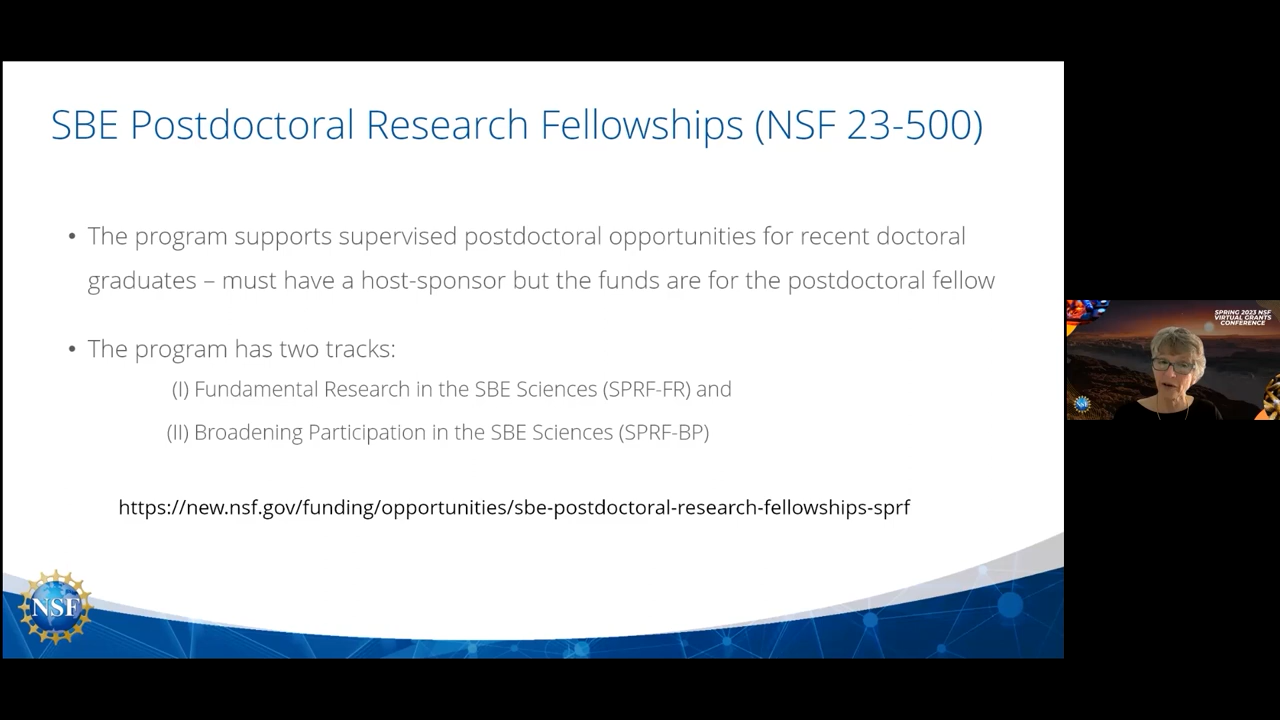 SBE Postdoctoral Research Fellowships (NSF 23-500)
• The program supports supervised postdoctoral opportunities for recent doctoral
graduates – must have a host-sponsor but the funds are for the postdoctoral fellow
• The program has two tracks:
(I) Fundamental Research in the SBE Sciences (SPRF-FR) and
(II) Broadening Participation in the SBE Sciences (SPRF-BP)
https://new.nsf.gov/funding/opportunities/sbe-postdoctoral-research-fellowships-sprf
NSF
SPRING 2023 NSF
VIRTUAL GRANTS
CONFERENCE
NSF